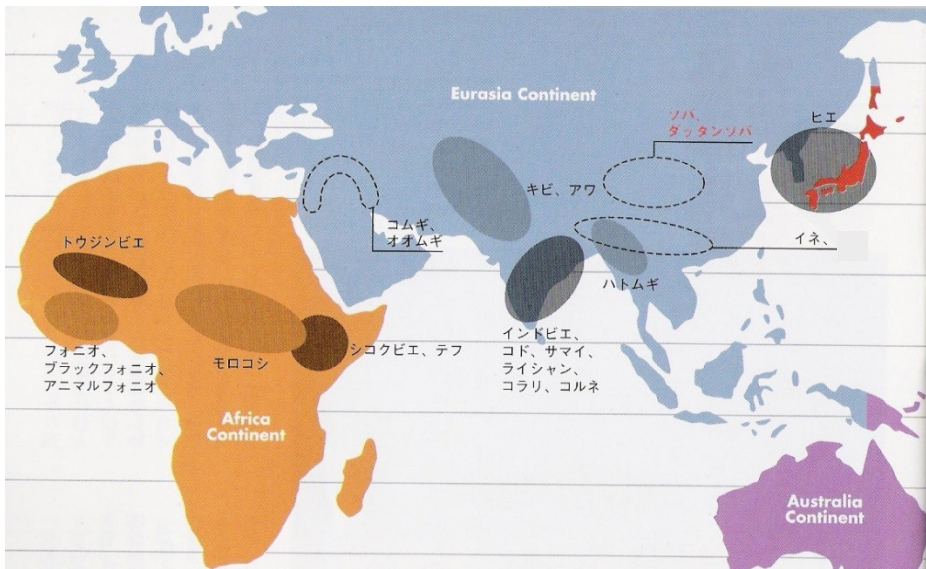 Eurasia Continent
ソバ、
ダッタンソバ
ヒエ
キビ、アワ
コムギ、
オオムギ
イネ、
トウジンビエ
ハトムギ
フォニオ、
ブラックフォニオ、
アニマルフォニオ
モロコシ
シコクビエ、テフ
インドビエ、
コド、サマイ、
ライシャン、
コラリ、コルネ
Africa
Continent
Australia
Continent